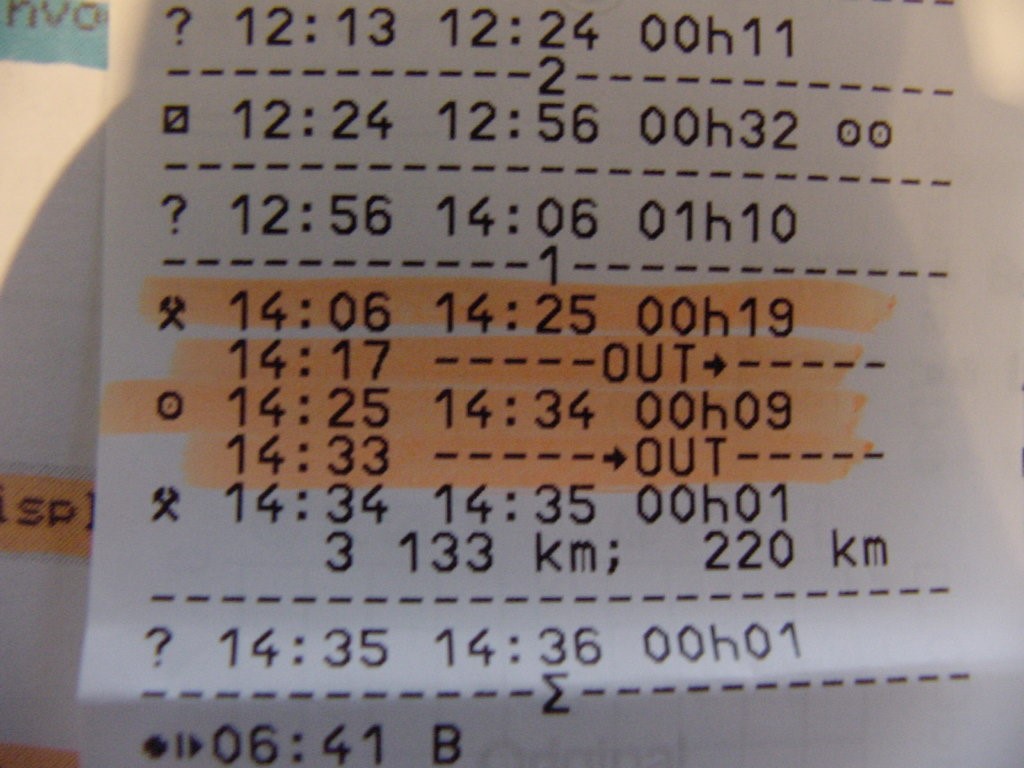 ? 12:13 12:24 00h11
------------2------------
12:24 12:56 00h32 oo
-------------------------
? 12:56 14:06 01h10
------------1------------
14:06 14:25 00h19
14:17 -----OUT➔-----
14:25 14:34 00h09
14:33 -----➔OUT-----
14:34 14:35 00h01
3 133 km; 220 km
-------------------------
? 14:35 14:36 00h01
------------Σ------------
06:41 B
Original